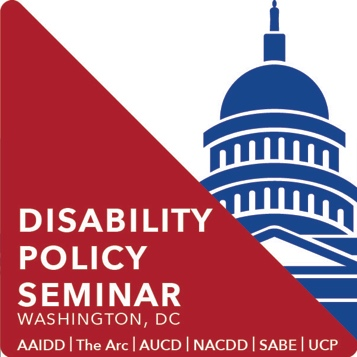 DISABILITY
POLICY
SEMINAR
WASHINGTON, DC
AAIDD | The Arc | AUCD | NACDD | SABE | UCP